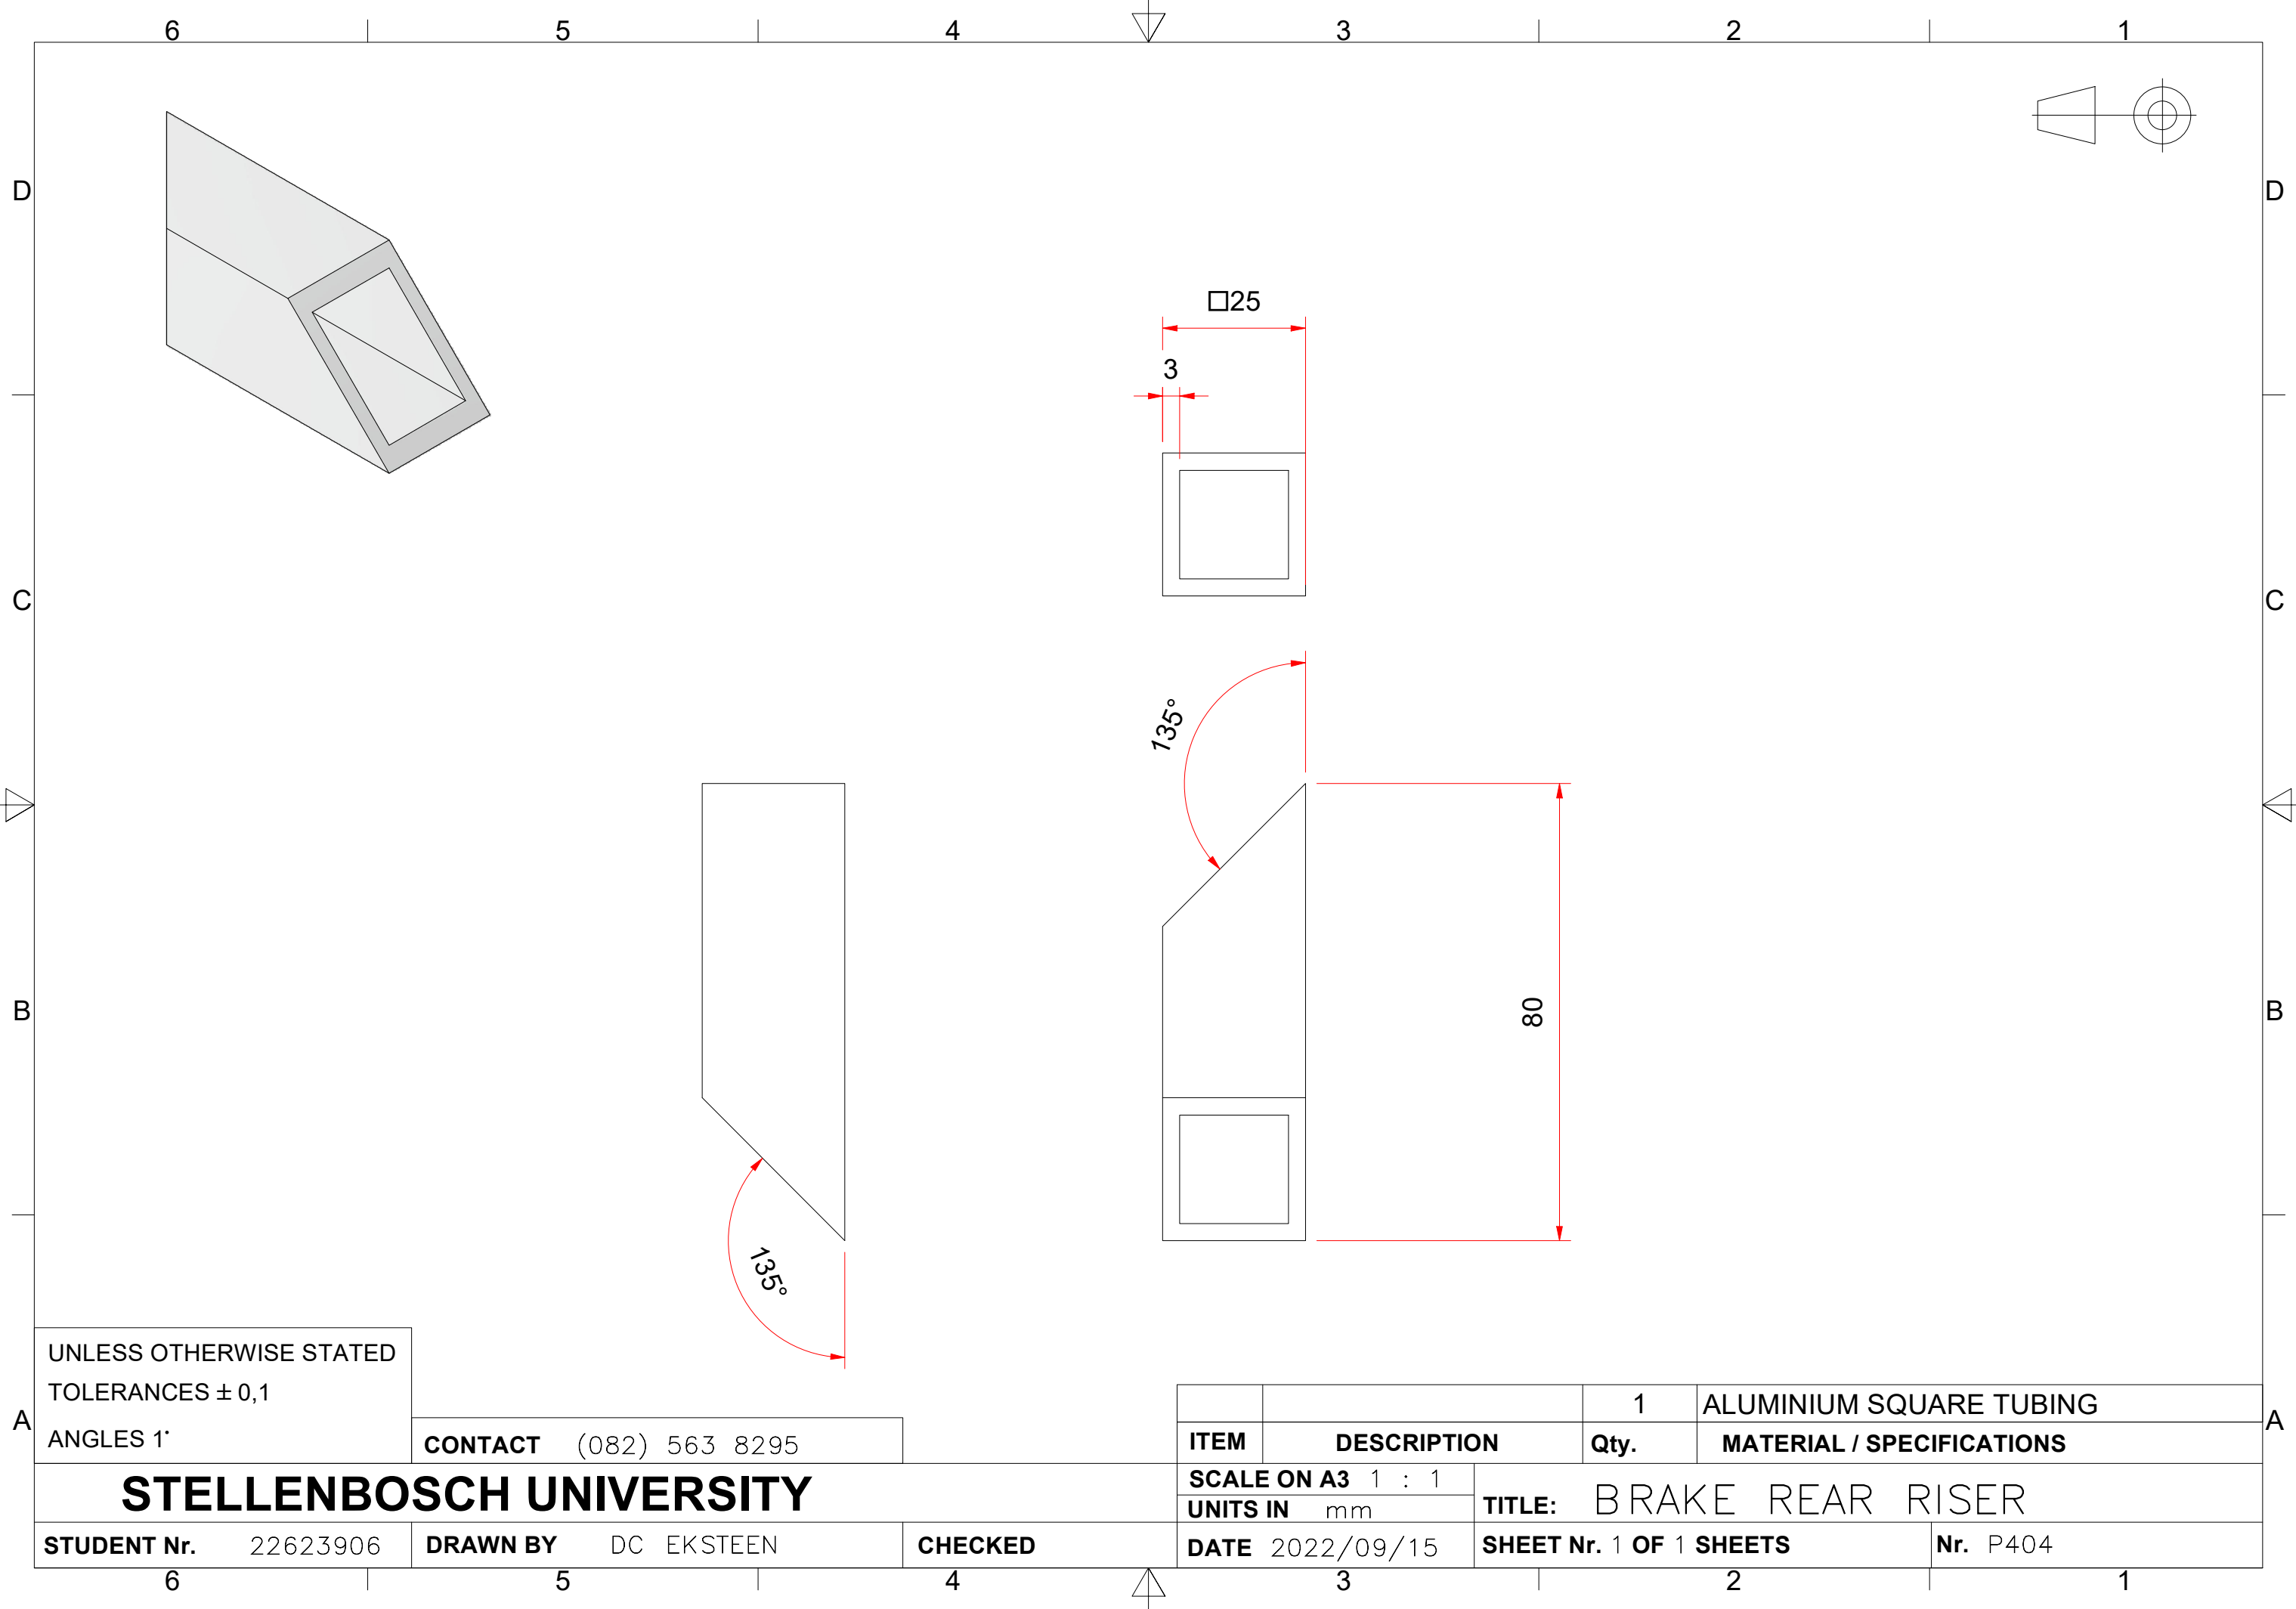 6 5 4 3 2 1
D D
□25
3
C C
135°
B 80 B
135°
UNLESS OTHERWISE STATED
TOLERANCES ± 0,1
ANGLES 1°
A A
CONTACT (082) 563 8295
1 ALUMINIUM SQUARE TUBING
ITEM DESCRIPTION Qty. MATERIAL / SPECIFICATIONS
STELLENBOSCH UNIVERSITY
SCALE ON A3 1 : 1
UNITS IN mm
TITLE: BRAKE REAR RISER
STUDENT Nr. 22623906 DRAWN BY DC EKSTEEN CHECKED
DATE 2022/09/15
SHEET Nr. 1 OF 1 SHEETS Nr. P404
6 5 4 3 2 1